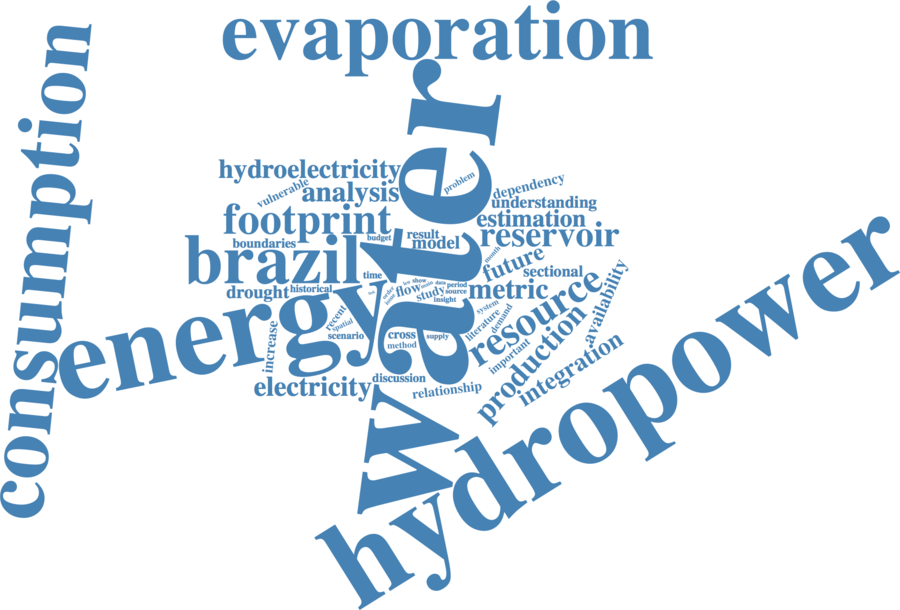 evaporation
consumption
water
hydroelectricity
problem
vulnerable
analysis
dependency
understanding
footprint
estimation
budget
result
reservoir
boundaries
model
brazil
month
future
time
sectional
availability
drought
historical
flow
show
main
data
period
study
source
metric
insight
energy
resource
recent
spatial
system
literature
demand
production
increase
scenario
cross
supply
method
important
integration
electricity
discussion
relationship
hydropower